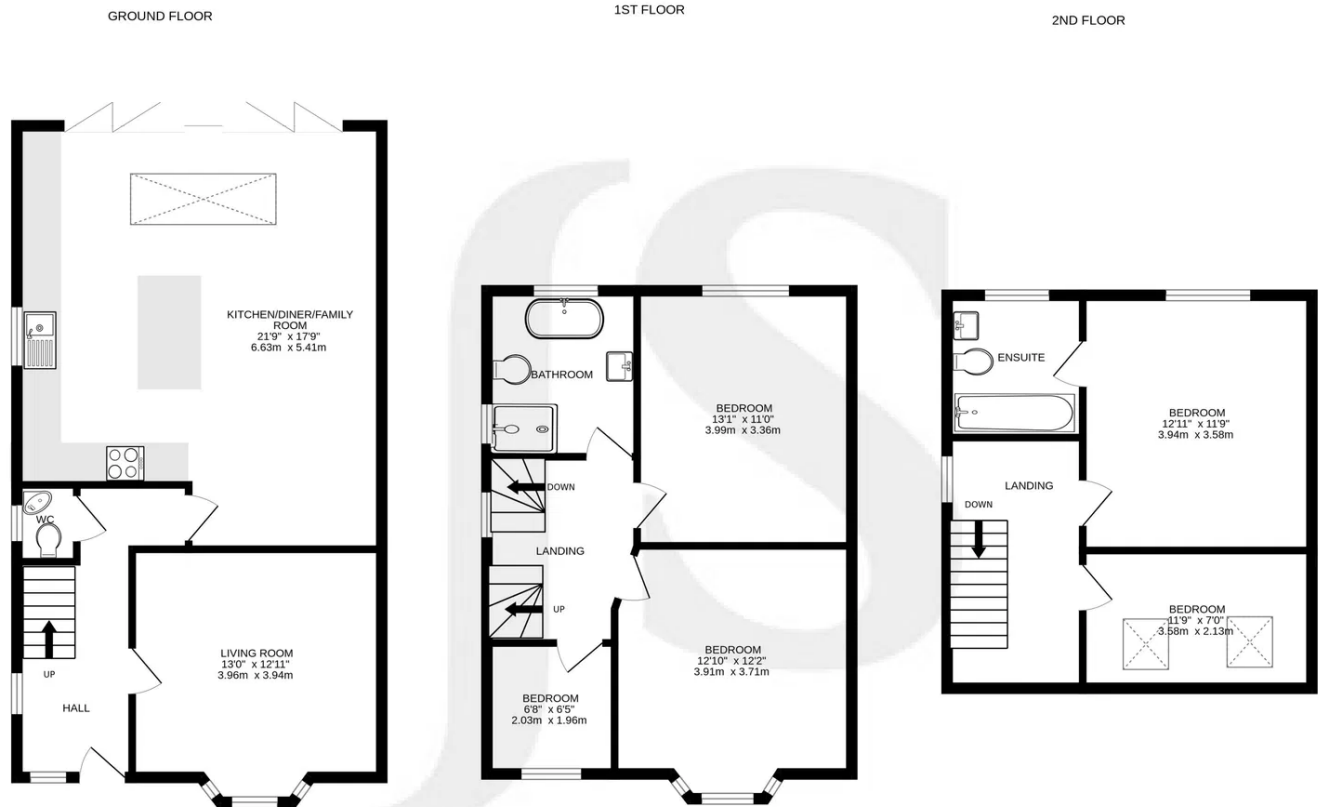 GROUND FLOOR
KITCHEN/DINER/FAMILY
ROOM
21'9" x 17'9"
6.63m x 5.41m
WC
UP
HALL
LIVING ROOM
13'0" x 12'11"
3.96m x 3.94m
1ST FLOOR
BATHROOM
BEDROOM
13'1" x 11'0"
3.99m x 3.36m
DOWN
LANDING
UP
BEDROOM
12'10" x 12'2"
3.91m x 3.71m
BEDROOM
6'8" x 6'5"
2.03m x 1.96m
2ND FLOOR
ENSUITE
BEDROOM
12'11" x 11'9"
3.94m x 3.58m
LANDING
DOWN
BEDROOM
11'9" x 7'0"
3.58m x 2.13m
JS